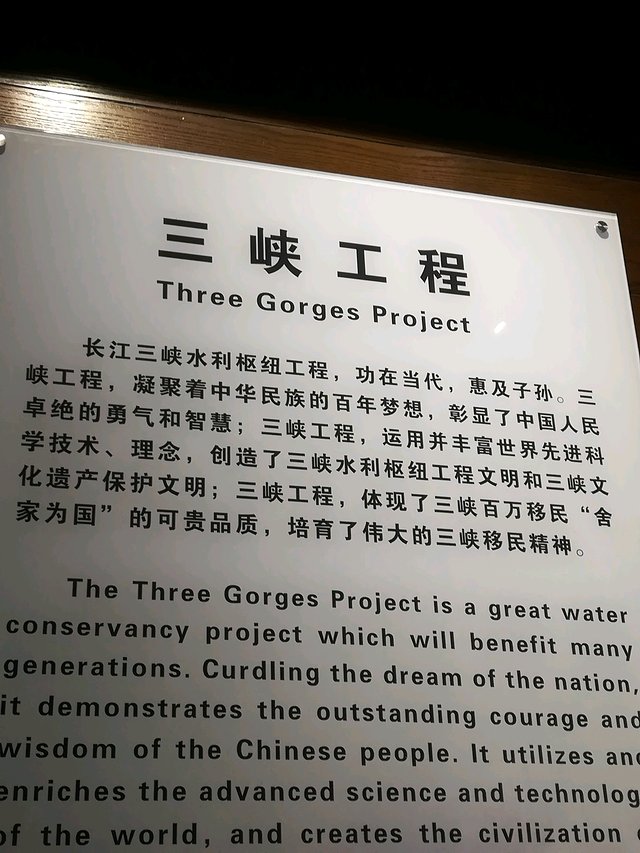 三峡工程
Three Gorges Project
长江三峡水利枢纽工程，功在当代，惠及子孙。三
峡工程，凝聚着中华民族的百年梦想，彰显了中国人民
卓绝的勇气和智慧；三峡工程，运用并丰富世界先进科
学技术、理念，创造了三峡水利枢纽工程文明和三峡文
化遗产保护文明；三峡工程，体现了三峡百万移民“舍
家为国”的可贵品质，培育了伟大的三峡移民精神。
The Three Gorges Project is a great water
conservancy project which will benefit many
generations. Curdling the dream of the nation,
it demonstrates the outstanding courage and
wisdom of the Chinese people. It utilizes and
enriches the advanced science and technolog
of the world, and creates the civilization